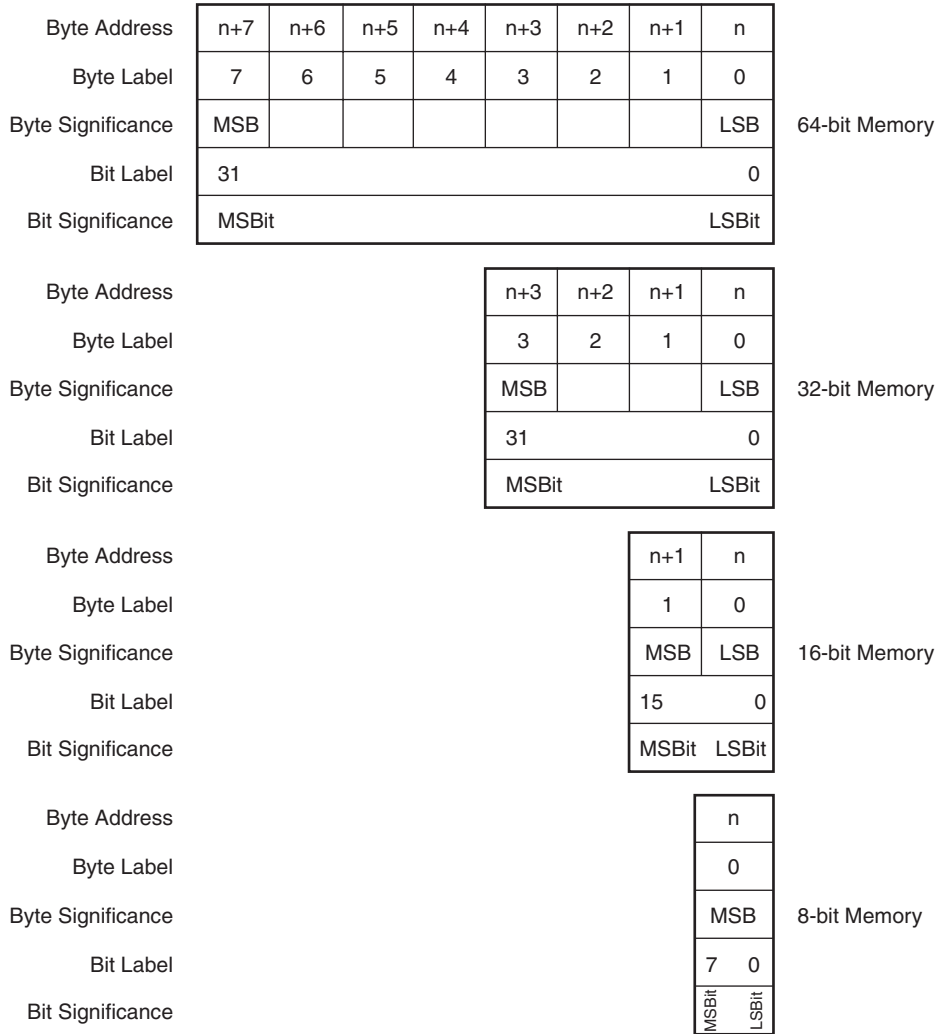 Byte Address n+7 n+6 n+5 n+4 n+3 n+2 n+1 n
Byte Label 7 6 5 4 3 2 1 0
Byte Significance MSB LSB 64-bit Memory
Bit Label 31 0
Bit Significance MSBit LSBit
Byte Address n+3 n+2 n+1 n
Byte Label 3 2 1 0
Byte Significance MSB LSB 32-bit Memory
Bit Label 31 0
Bit Significance MSBit LSBit
Byte Address n+1 n
Byte Label 1 0
Byte Significance MSB LSB 16-bit Memory
Bit Label 15 0
Bit Significance MSBit LSBit
Byte Address n
Byte Label 0
Byte Significance MSB 8-bit Memory
Bit Label 7 0
Bit Significance MSBit LSBit